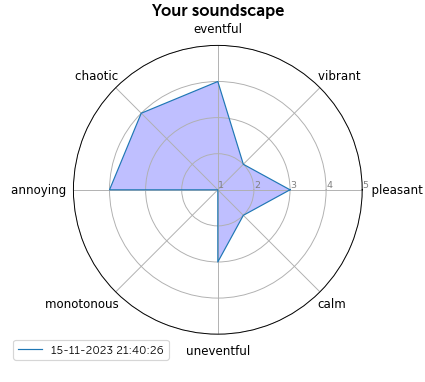 Your soundscape
eventful
chaotic
vibrant
annoying
1 2 3 4 5
pleasant
monotonous
calm
uneventful
15-11-2023 21:40:26